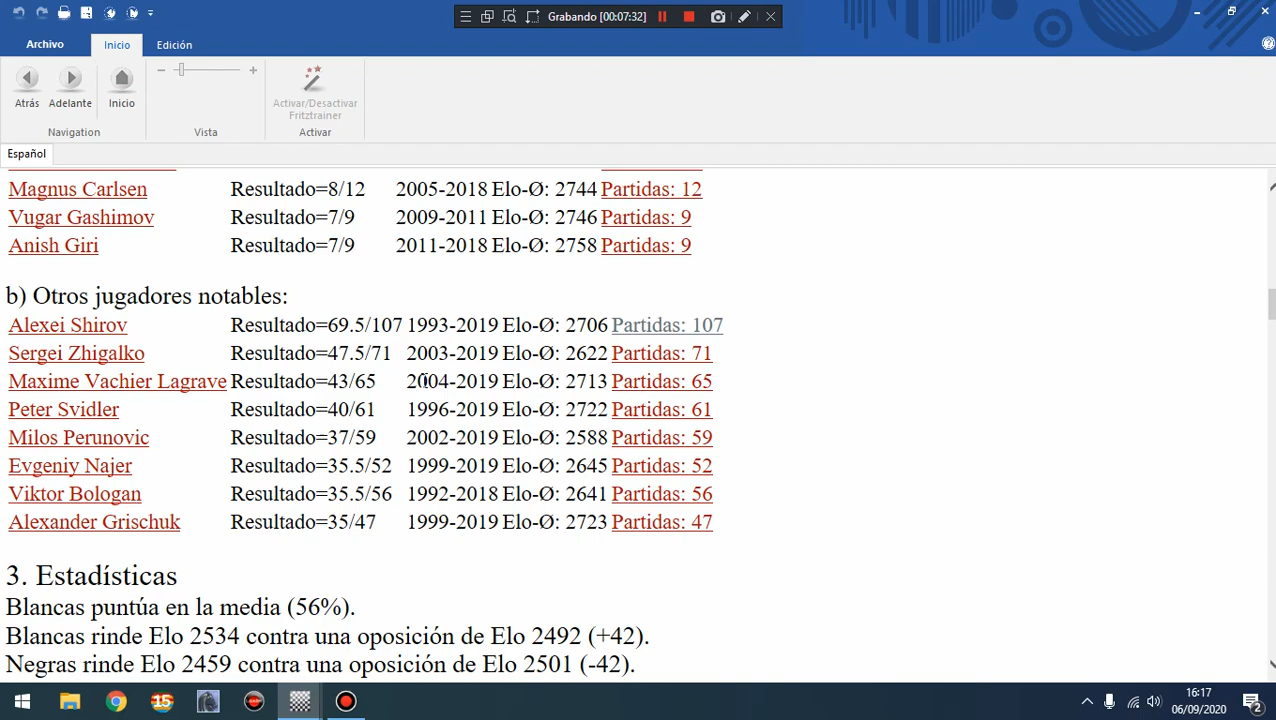 Grabando [00:07:32]
Archivo Inicio Edición
Atrás Adelante Inicio
Activar/Desactivar
Fritztrainer
Navigation Vista Activar
Español
Magnus Carlsen Resultado=8/12 2005-2018 Elo-Ø: 2744 Partidas: 12
Vugar Gashimov Resultado=7/9 2009-2011 Elo-Ø: 2746 Partidas: 9
Anish Giri Resultado=7/9 2011-2018 Elo-Ø: 2758 Partidas: 9
b) Otros jugadores notables:
Alexei Shirov Resultado=69.5/107 1993-2019 Elo-Ø: 2706 Partidas: 107
Sergei Zhigalko Resultado=47.5/71 2003-2019 Elo-Ø: 2622 Partidas: 71
Maxime Vachier Lagrave Resultado=43/65 2004-2019 Elo-Ø: 2713 Partidas: 65
Peter Svidler Resultado=40/61 1996-2019 Elo-Ø: 2722 Partidas: 61
Milos Perunovic Resultado=37/59 2002-2019 Elo-Ø: 2588 Partidas: 59
Evgeniy Najer Resultado=35.5/52 1999-2019 Elo-Ø: 2645 Partidas: 52
Viktor Bologan Resultado=35.5/56 1992-2018 Elo-Ø: 2641 Partidas: 56
Alexander Grischuk Resultado=35/47 1999-2019 Elo-Ø: 2723 Partidas: 47
3. Estadísticas
Blancas puntúa en la media (56%).
Blancas rinde Elo 2534 contra una oposición de Elo 2492 (+42).
Negras rinde Elo 2459 contra una oposición de Elo 2501 (-42).
15
16:17
06/09/2020
2